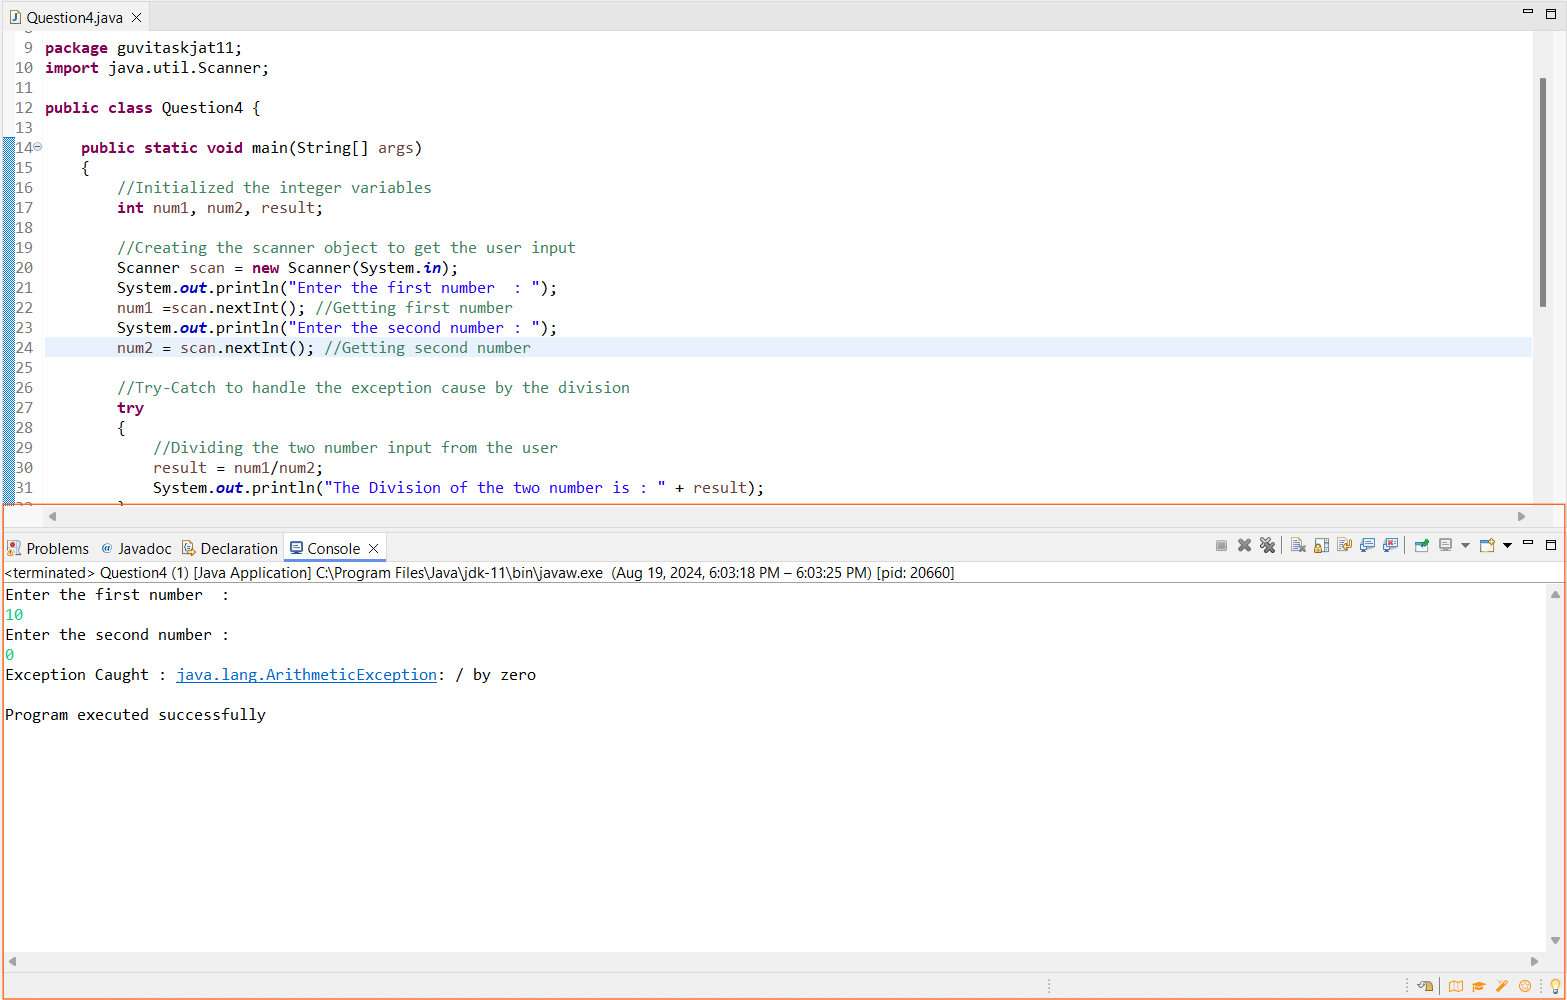 Question4.java
9 package guvitaskjat11;
10 import java.util.Scanner;
11
12 public class Question4 {
13
14 public static void main(String[] args)
15 {
16 //Initialized the integer variables
17 int num1, num2, result;
18
19 //Creating the scanner object to get the user input
20 Scanner scan = new Scanner(System.in);
21 System.out.println("Enter the first number  : ");
22 num1 =scan.nextInt(); //Getting first number
23 System.out.println("Enter the second number : ");
24 num2 = scan.nextInt(); //Getting second number
25
26 //Try-Catch to handle the exception cause by the division
27 try
28 {
29 //Dividing the two number input from the user
30 result = num1/num2;
31 System.out.println("The Division of the two number is : " + result);
Problems @ Javadoc Declaration Console
<terminated> Question4 (1) [Java Application] C:\Program Files\Java\jdk-11\bin\javaw.exe (Aug 19, 2024, 6:03:18 PM – 6:03:25 PM) [pid: 20660]
Enter the first number  :
10
Enter the second number :
0
Exception Caught : java.lang.ArithmeticException: / by zero
Program executed successfully